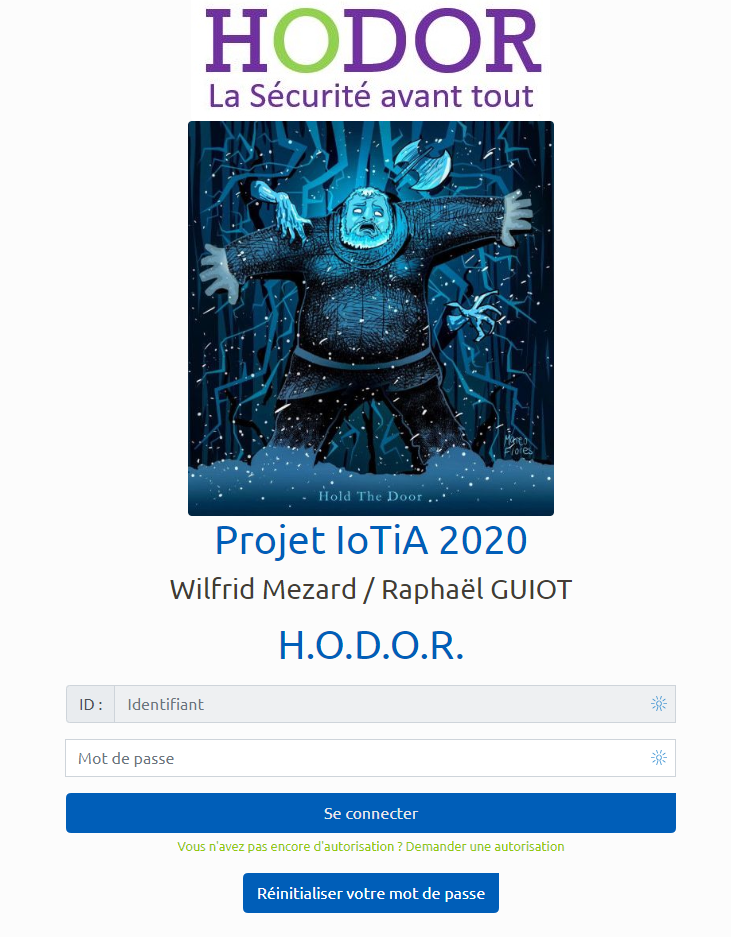 HODOR
La Sécurité avant tout
Hold The Door
Projet IoTiA 2020
Wilfrid Mezard / Raphaël GUIOT
H.O.D.O.R.
ID : Identifiant
Mot de passe
Se connecter
Vous n'avez pas encore d'autorisation ? Demander une autorisation
Réinitialiser votre mot de passe